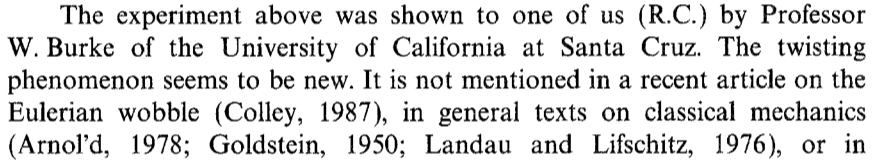 The experiment above was shown to one of us (R.C.) by Professor
W. Burke of the University of California at Santa Cruz. The twisting
phenomenon seems to be new. It is not mentioned in a recent article on the
Eulerian wobble (Colley, 1987), in general texts on classical mechanics
(Arnol'd, 1978; Goldstein, 1950; Landau and Lifschitz, 1976), or in